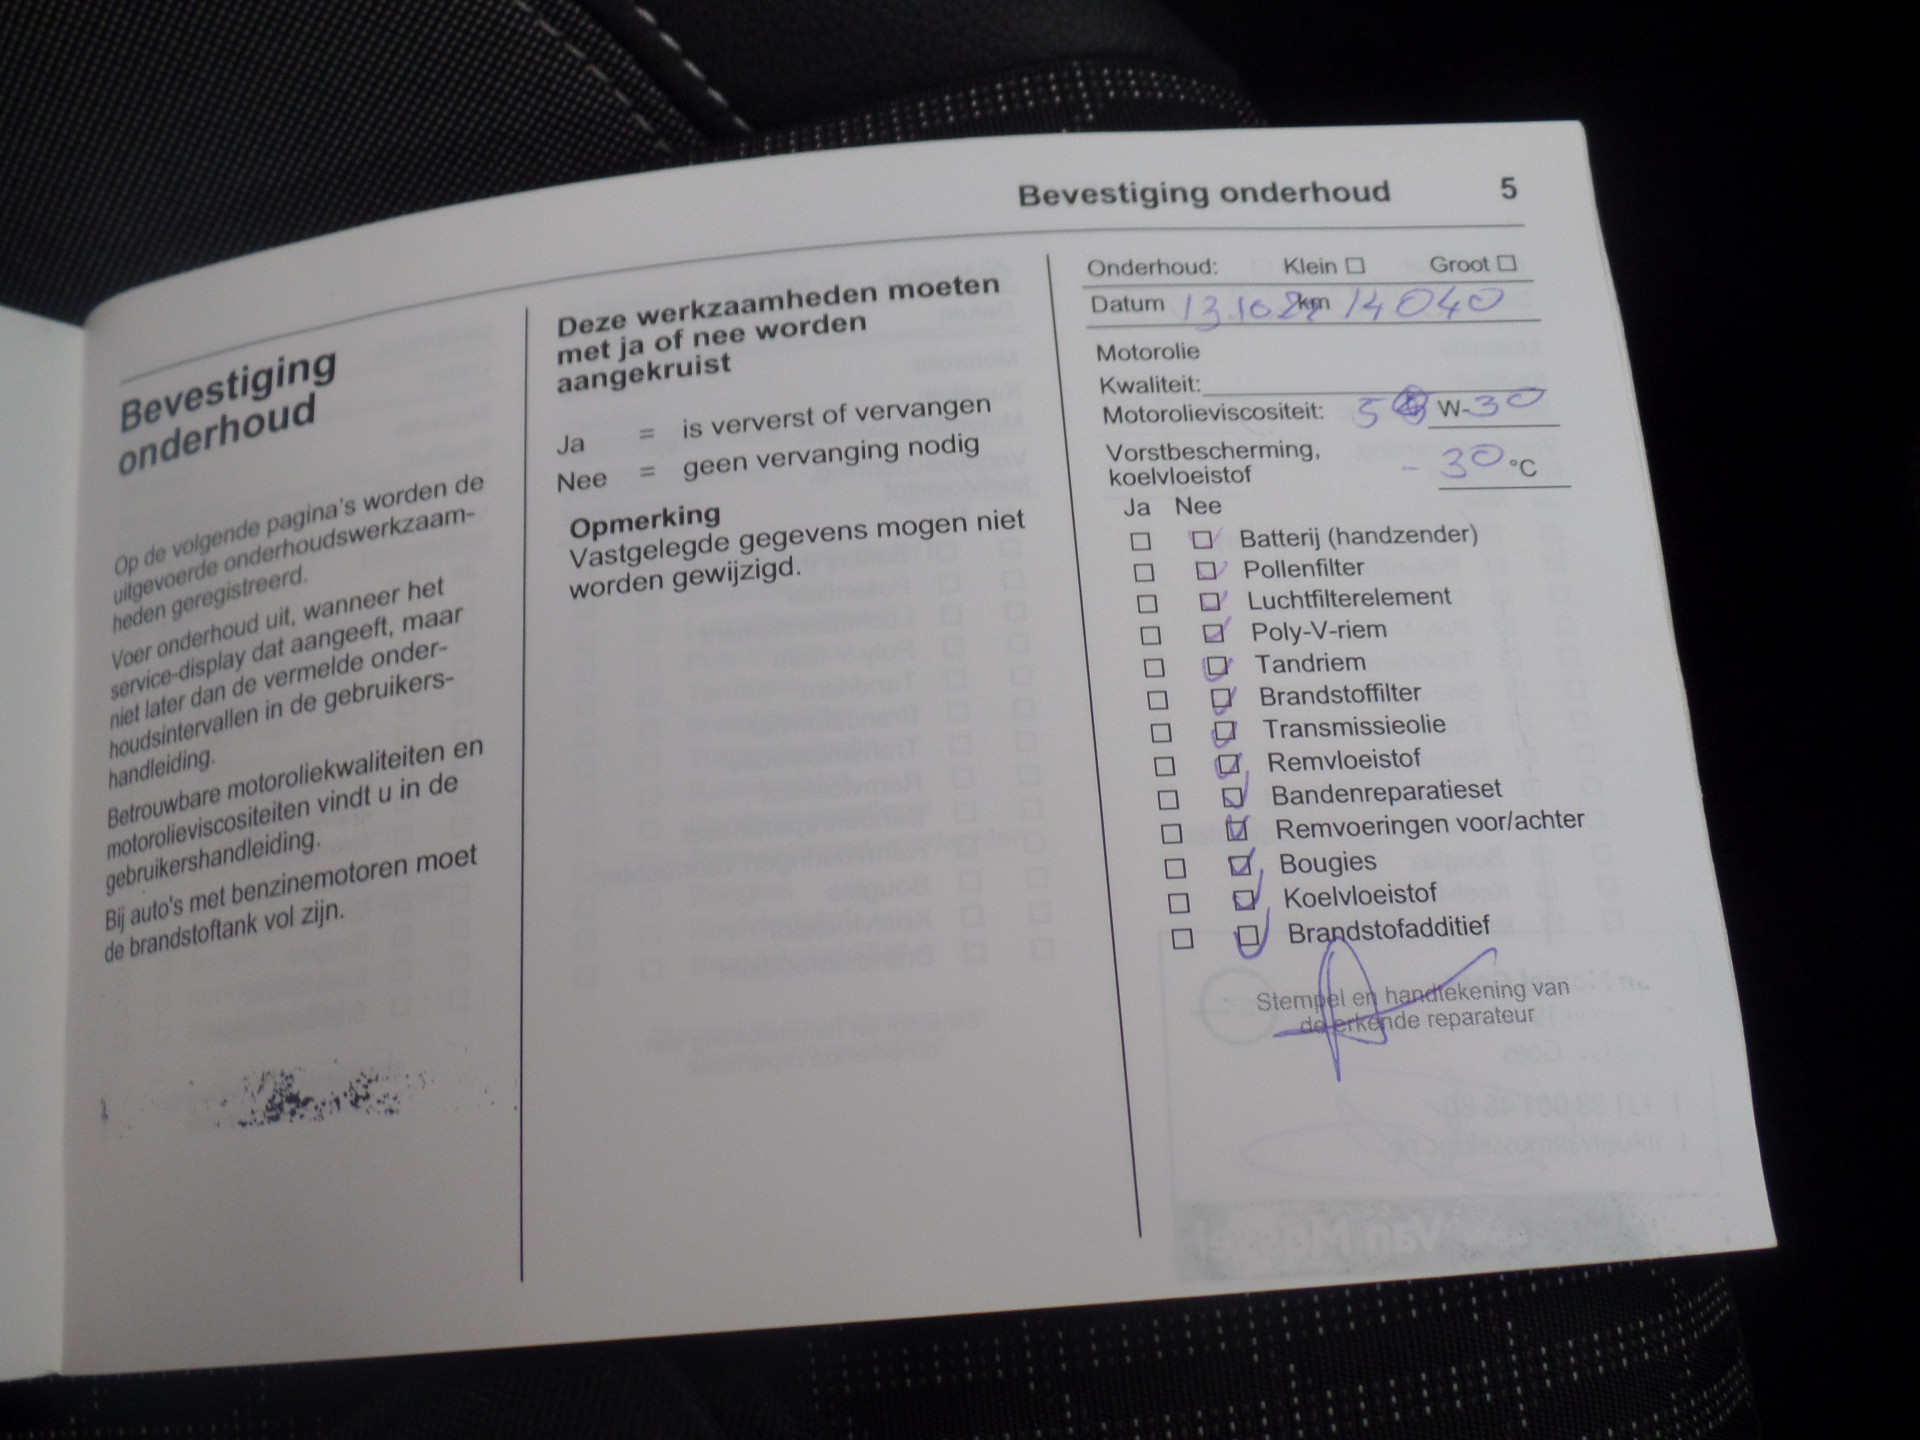 Bevestiging onderhoud 5
Bevestiging
onderhoud
Op de volgende pagina's worden de
uitgevoerde onderhoudswerkzaam-
heden geregistreerd.
Voer onderhoud uit, wanneer het
service-display dat aangeeft, maar
niet later dan de vermelde onder-
houdsintervallen in de gebruikers-
handleiding.
Betrouwbare motoroliekwaliteiten en
motorolieviscositeiten vindt u in de
gebruikershandleiding.
Bij auto's met benzinemotoren moet
de brandstoftank vol zijn.
Deze werkzaamheden moeten
met ja of nee worden
aangekruist
Ja = is ververst of vervangen
Nee = geen vervanging nodig
Opmerking
Vastgelegde gegevens mogen niet
worden gewijzigd.
Onderhoud: Klein Groot
Datum 13.10 km 14040
Motorolie
Kwaliteit:
Motorolieviscositeit: 5 W-30
Vorstbescherming,
koelvloeistof -30 °C
Ja Nee
Batterij (handzender)
Pollenfilter
Luchtfilterelement
Poly-V-riem
Tandriem
Brandstoffilter
Transmissieolie
Remvloeistof
Bandenreparatieset
Remvoeringen voor/achter
Bougies
Koelvloeistof
Brandstofadditief
Stempel en handtekening van
de erkende reparateur